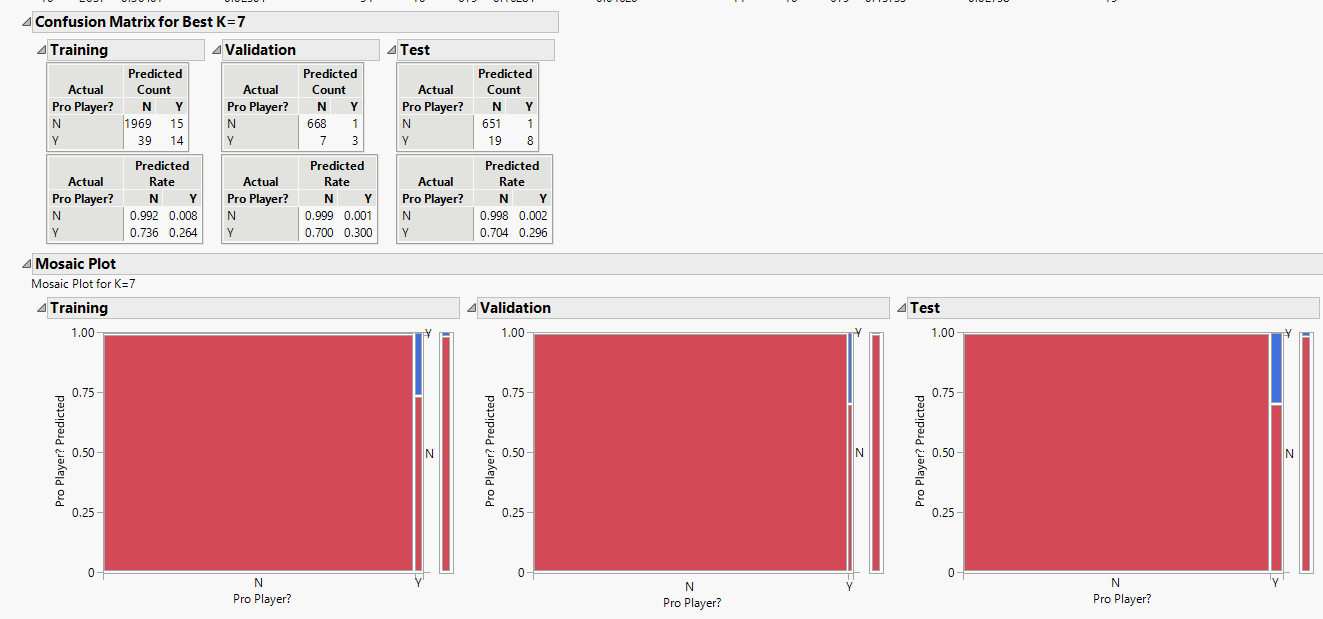 Confusion Matrix for Best K=7
Training
Predicted
Actual Count
Pro Player? N Y
N 1969 15
Y 39 14
Predicted
Actual Rate
Pro Player? N Y
N 0.992 0.008
Y 0.736 0.264
Validation
Predicted
Actual Count
Pro Player? N Y
N 668 1
Y 7 3
Predicted
Actual Rate
Pro Player? N Y
N 0.999 0.001
Y 0.700 0.300
Test
Predicted
Actual Count
Pro Player? N Y
N 651 1
Y 19 8
Predicted
Actual Rate
Pro Player? N Y
N 0.998 0.002
Y 0.704 0.296
Mosaic Plot
Mosaic Plot for K=7
Training
Pro Player? Predicted
1.00
0.75
0.50
0.25
0
Y
N
N Y
Pro Player?
Validation
Pro Player? Predicted
1.00
0.75
0.50
0.25
0
Y
N
N Y
Pro Player?
Test
Pro Player? Predicted
1.00
0.75
0.50
0.25
0
Y
N
N Y
Pro Player?